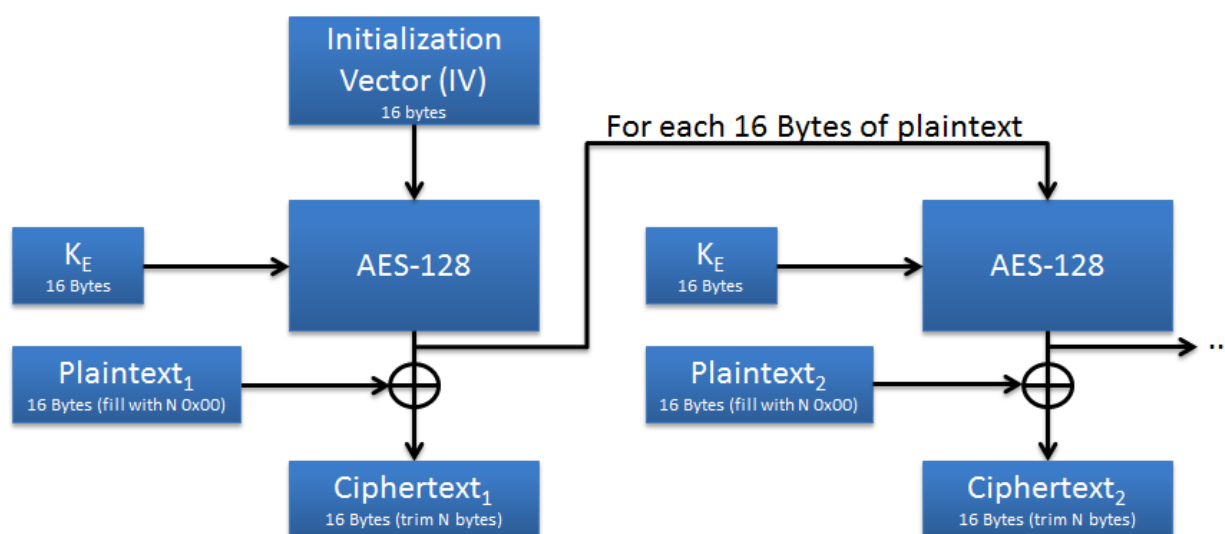 Initialization
Vector (IV)
16 bytes
For each 16 Bytes of plaintext
K_E
16 Bytes
AES-128
K_E
16 Bytes
AES-128
Plaintext₁
16 Bytes (fill with N 0x00)
Plaintext₂
16 Bytes (fill with N 0x00)
..
Ciphertext₁
16 Bytes (trim N bytes)
Ciphertext₂
16 Bytes (trim N bytes)